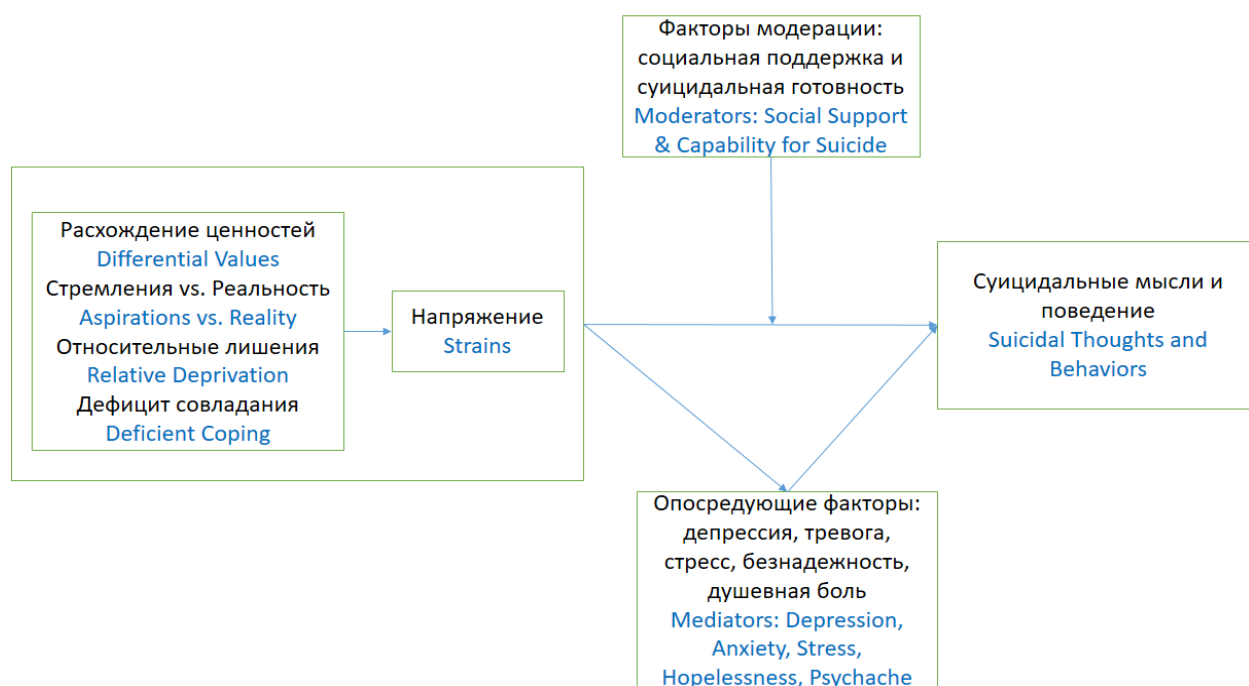 Факторы модерации:
социальная поддержка и
суицидальная готовность
Moderators: Social Support
& Capability for Suicide
Расхождение ценностей
Differential Values
Стремления vs. Реальность
Aspirations vs. Reality
Относительные лишения
Relative Deprivation
Дефицит совладания
Deficient Coping
Напряжение
Strains
Суицидальные мысли и
поведение
Suicidal Thoughts and
Behaviors
Опосредующие факторы:
депрессия, тревога,
стресс, безнадежность,
душевная боль
Mediators: Depression,
Anxiety, Stress,
Hopelessness, Psychache